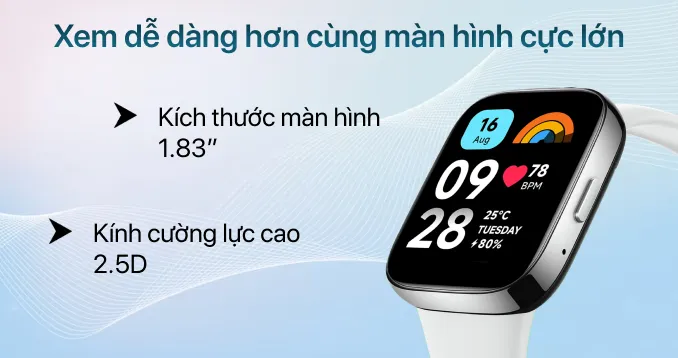 Xem dễ dàng hơn cùng màn hình cực lớn
Kích thước màn hình
1.83”
Kính cường lực cao
2.5D
16
Aug
09
78
BPM
28
25°C
TUESDAY
80%